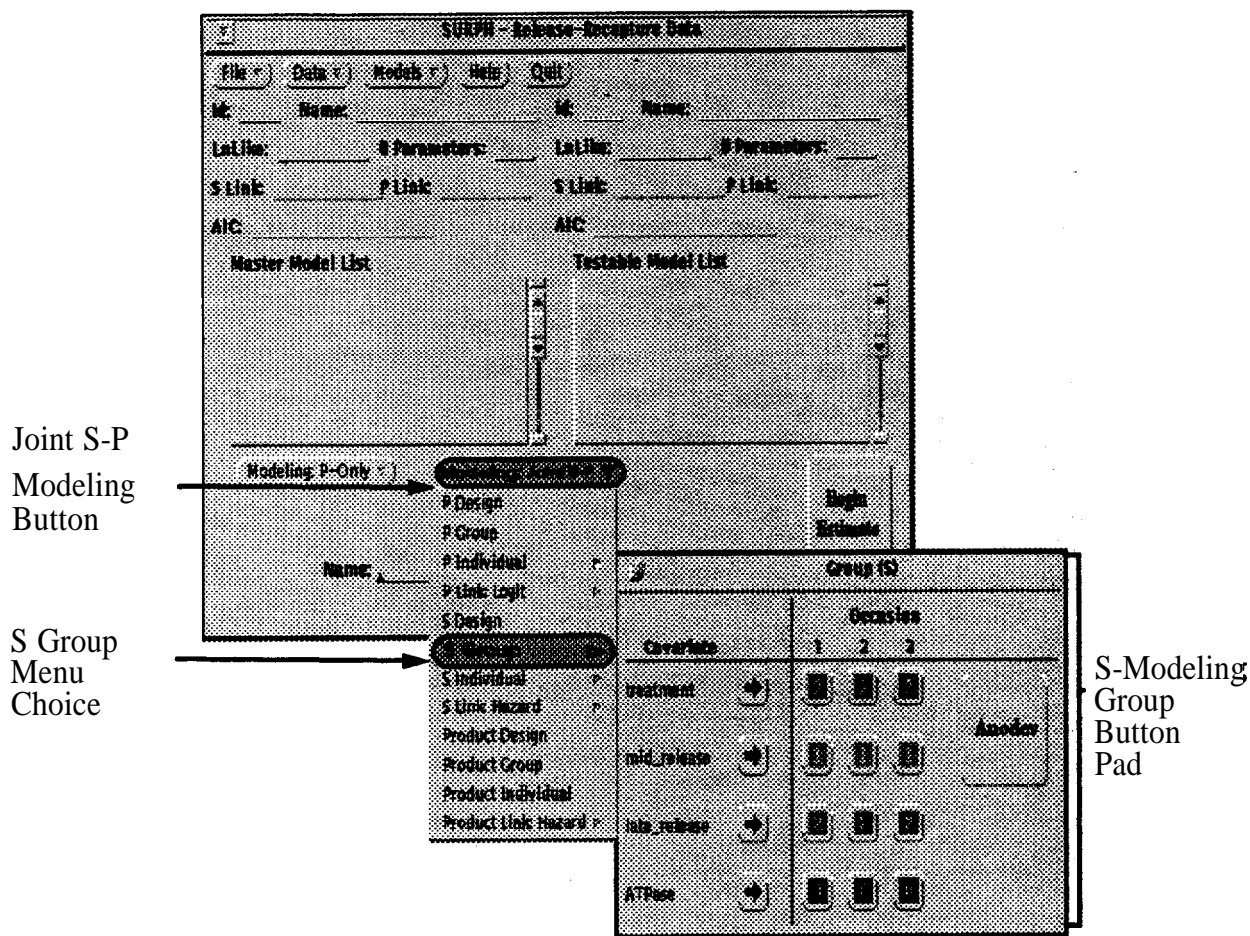 SURPH - Release-Recapture Data
File Data Models Help Quit
Id: Name: Id: Name:
LnLike: # Parameters: LnLike: # Parameters:
S Link: P Link: S Link: P Link:
AIC: AIC:
Master Model List Testable Model List
Joint S-P
Modeling
Button
Modeling: P-Only
Begin
Estimate
P Design
P Group
P Individual
P Link: Logit
S Design
S Individual
S Link: Hazard
Product Design
Product Group
Product Individual
Product Link: Hazard
Name:
S Group
Menu
Choice
Group (S)
Occasion
Covariate 1 2 3
treatment
mid_release
late_release
ATPase
Anodev
S-Modeling
Group
Button
Pad